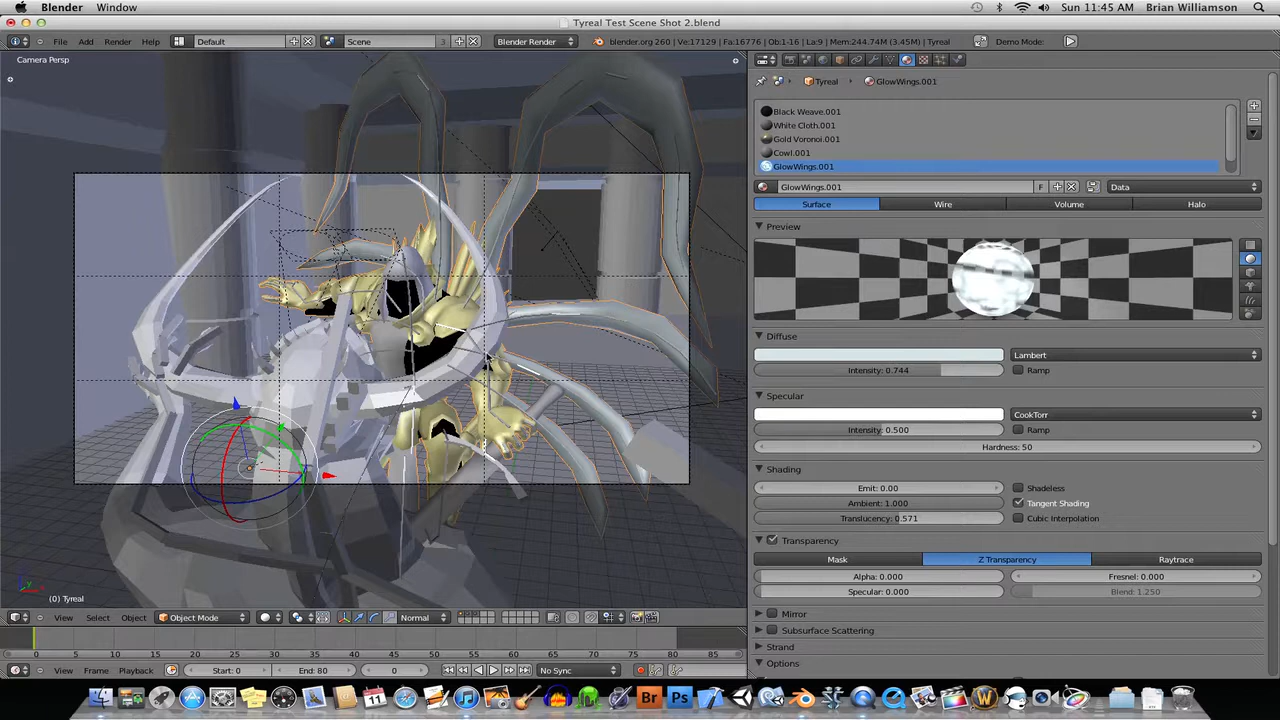 Blender Window Sun 11:45 AM Brian Williamson
Tyreal Test Scene Shot 2.blend
File Add Render Help Default Scene 3 Blender Render blender.org 260 | Ve:17129 | Fa:16776 | Ob:1-16 | La:9 | Mem:244.74M (3.45M) | Tyreal Demo Mode:
Camera Persp
Tyreal GlowWings.001
Black Weave.001
White Cloth.001
Gold Voronoi.001
Cowl.001
GlowWings.001
GlowWings.001 F Data
Surface Wire Volume Halo
Preview
Diffuse
Lambert
Intensity: 0.744 Ramp
Specular
CookTorr
Intensity: 0.500 Ramp
Hardness: 50
Shading
Emit: 0.00 Shadeless
Ambient: 1.000 Tangent Shading
Translucency: 0.571 Cubic Interpolation
Transparency
Mask Z Transparency Raytrace
Alpha: 0.000 Fresnel: 0.000
Specular: 0.000 Blend: 1.250
Mirror
Subsurface Scattering
Strand
Options
(0) Tyreal
View Select Object Object Mode Normal
0 5 10 15 20 25 30 35 40 45 50 55 60 65 70 75 80 85
View Frame Playback Start: 0 End: 80 0 No Sync
11 Br Ps W